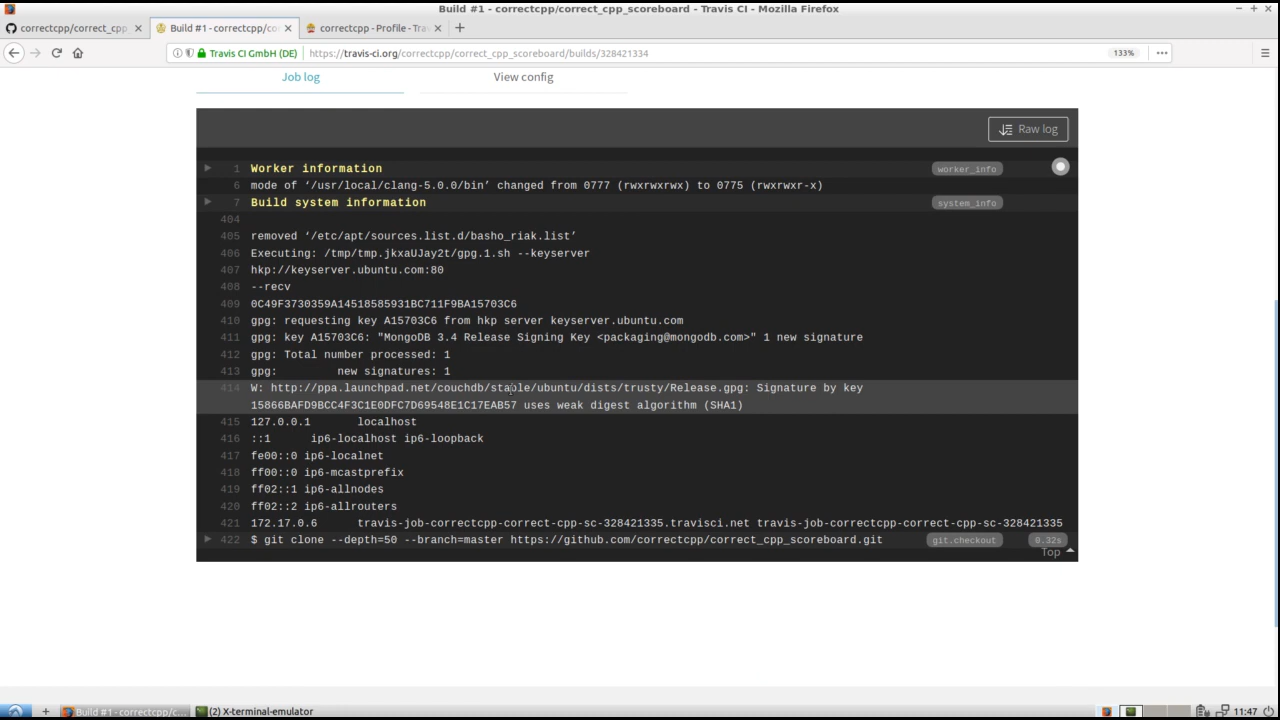 Build #1 - correctcpp/correct_cpp_scoreboard - Travis CI - Mozilla Firefox
correctcpp/correct_cpp_
Build #1 - correctcpp/co
correctcpp - Profile - Tra
https://travis-ci.org/correctcpp/correct_cpp_scoreboard/builds/328421334
Travis CI GmbH (DE)
133%
Job log
View config
Raw log
1 Worker information worker_info
6 mode of ‘/usr/local/clang-5.0.0/bin’ changed from 0777 (rwxrwxrwx) to 0775 (rwxrwxr-x)
7 Build system information system_info
404
405 removed ‘/etc/apt/sources.list.d/basho_riak.list’
406 Executing: /tmp/tmp.jkxaUJay2t/gpg.1.sh --keyserver
407 hkp://keyserver.ubuntu.com:80
408 --recv
409 0C49F3730359A14518585931BC711F9BA15703C6
410 gpg: requesting key A15703C6 from hkp server keyserver.ubuntu.com
411 gpg: key A15703C6: "MongoDB 3.4 Release Signing Key <packaging@mongodb.com>" 1 new signature
412 gpg: Total number processed: 1
413 gpg: new signatures: 1
414 W: http://ppa.launchpad.net/couchdb/stable/ubuntu/dists/trusty/Release.gpg: Signature by key
15866BAFD9BCC4F3C1E0DFC7D69548E1C17EAB57 uses weak digest algorithm (SHA1)
415 127.0.0.1 localhost
416 ::1 ip6-localhost ip6-loopback
417 fe00::0 ip6-localnet
418 ff00::0 ip6-mcastprefix
419 ff02::1 ip6-allnodes
420 ff02::2 ip6-allrouters
421 172.17.0.6 travis-job-correctcpp-correct-cpp-sc-328421335.travisci.net travis-job-correctcpp-correct-cpp-sc-328421335
422 $ git clone --depth=50 --branch=master https://github.com/correctcpp/correct_cpp_scoreboard.git git.checkout 0.32s
Top
Build #1 - correctcpp/c...
(2) X-terminal-emulator
11:47